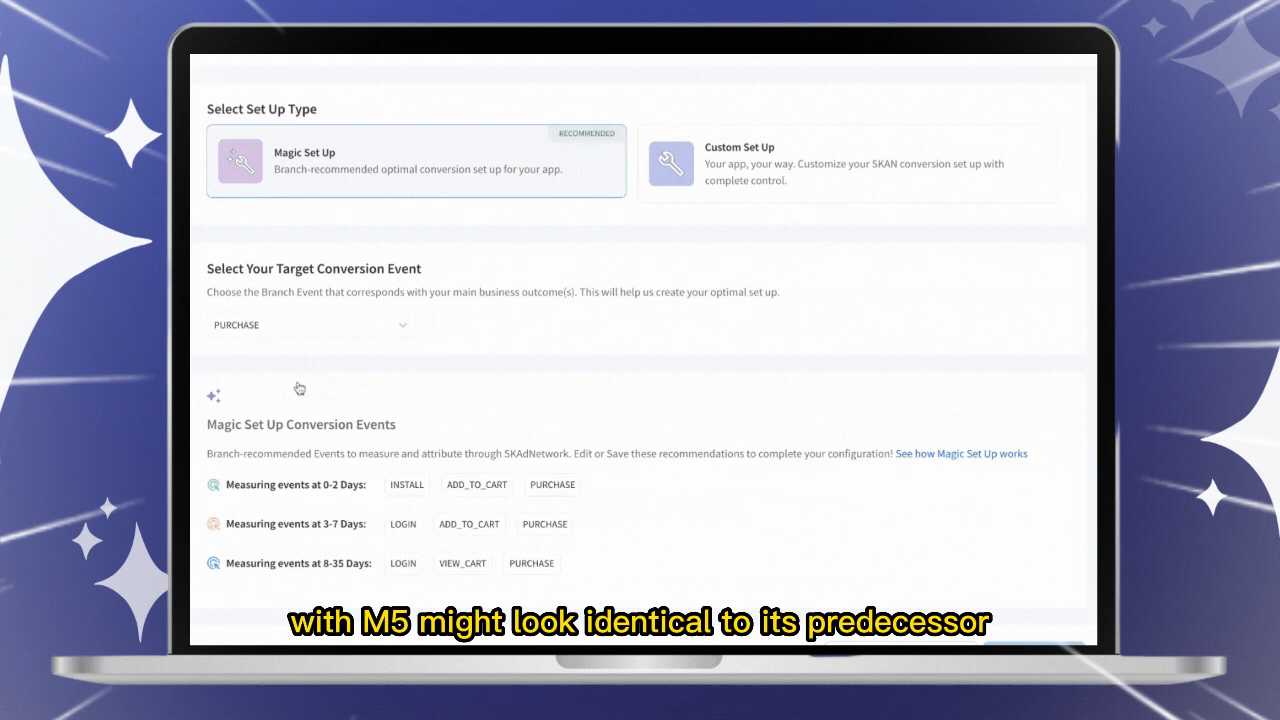 Select Set Up Type
RECOMMENDED
Magic Set Up
Branch-recommended optimal conversion set up for your app.
Custom Set Up
Your app, your way. Customize your SKAN conversion set up with
complete control.
Select Your Target Conversion Event
Choose the Branch Event that corresponds with your main business outcome(s). This will help us create your optimal set up.
PURCHASE
Magic Set Up Conversion Events
Branch-recommended Events to measure and attribute through SKAdNetwork. Edit or Save these recommendations to complete your configuration! See how Magic Set Up works
Measuring events at 0-2 Days: INSTALL ADD_TO_CART PURCHASE
Measuring events at 3-7 Days: LOGIN ADD_TO_CART PURCHASE
Measuring events at 8-35 Days: LOGIN VIEW_CART PURCHASE
with M5 might look identical to its predecessor